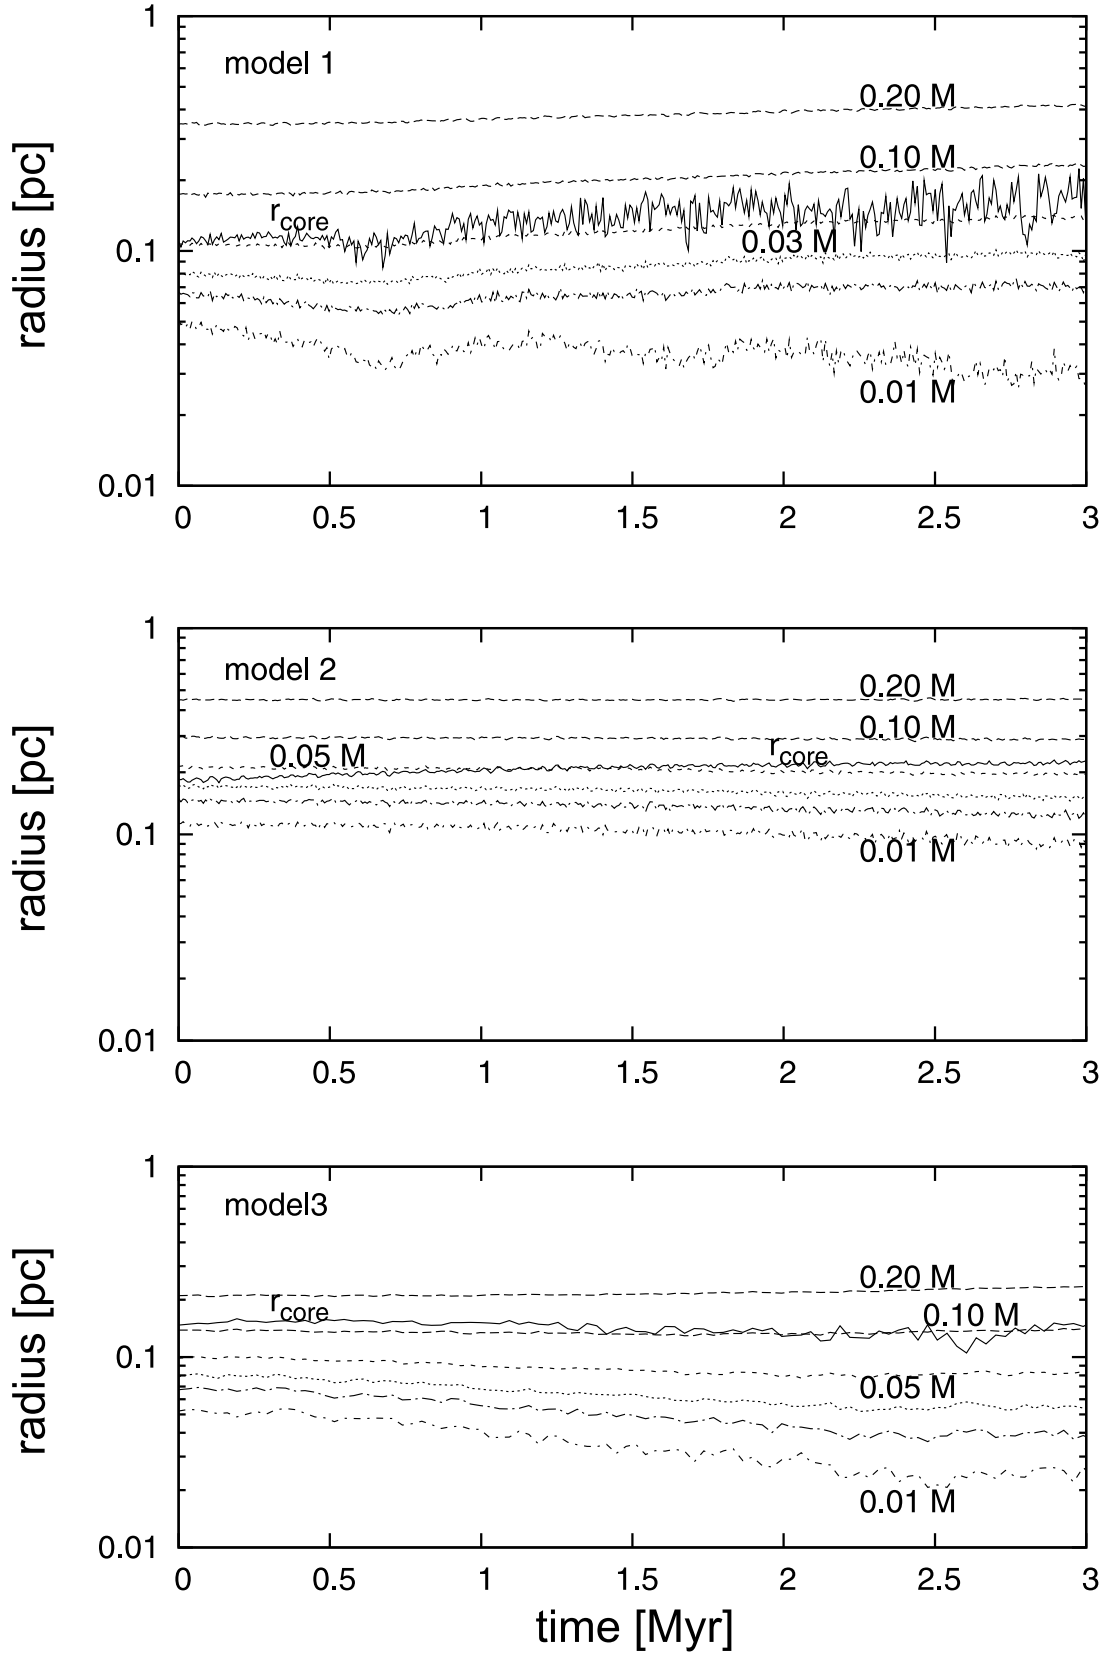 1
model 1
0.20 M
0.10 M
r_core
0.1
0.03 M
0.01 M
0.01
0 0.5 1 1.5 2 2.5 3
radius [pc]
1
model 2
0.20 M
0.10 M
0.05 M
r_core
0.1
0.01 M
0.01
0 0.5 1 1.5 2 2.5 3
radius [pc]
1
model3
0.20 M
r_core
0.10 M
0.1
0.05 M
0.01 M
0.01
0 0.5 1 1.5 2 2.5 3
radius [pc]
time [Myr]